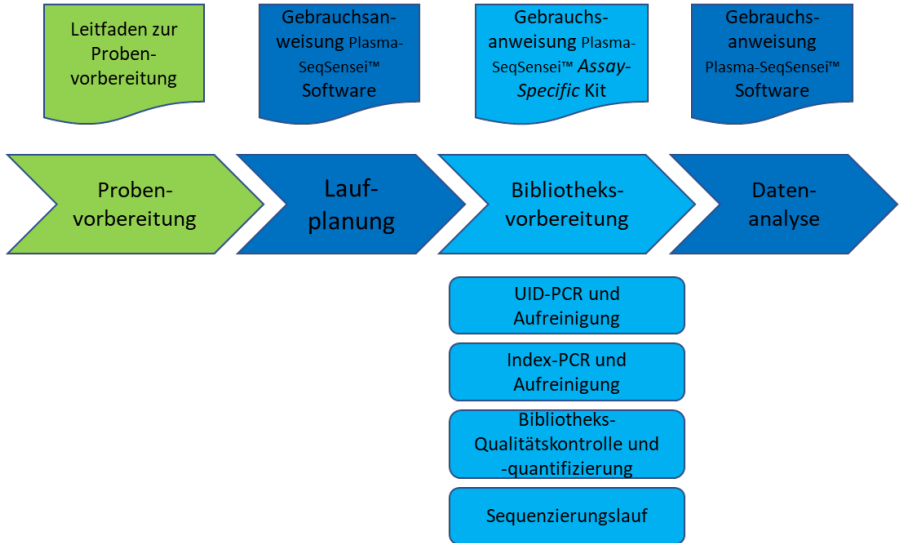 Leitfaden zur
Proben-
vorbereitung
Gebrauchsan-
weisung Plasma-
SeqSensei™
Software
Gebrauchs-
anweisung Plasma-
SeqSensei™ Assay-
Specific Kit
Gebrauchs-
anweisung
Plasma-SeqSensei™
Software
Proben-
vorbereitung
Lauf-
planung
Bibliotheks-
vorbereitung
Daten-
analyse
UID-PCR und
Aufreinigung
Index-PCR und
Aufreinigung
Bibliotheks-
Qualitätskontrolle und
-quantifizierung
Sequenzierungslauf